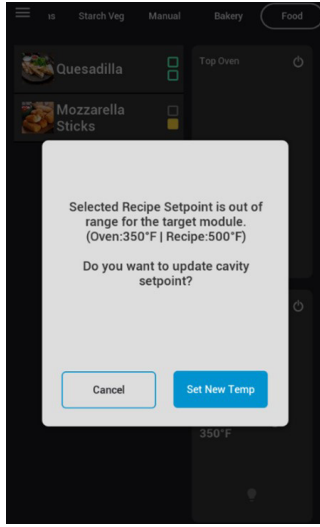 ıs Starch Veg Manual Bakery Food
Quesadilla
Top Oven
Mozzarella
Sticks
Selected Recipe Setpoint is out of
range for the target module.
(Oven:350°F | Recipe:500°F)
Do you want to update cavity
setpoint?
Cancel Set New Temp
350°F